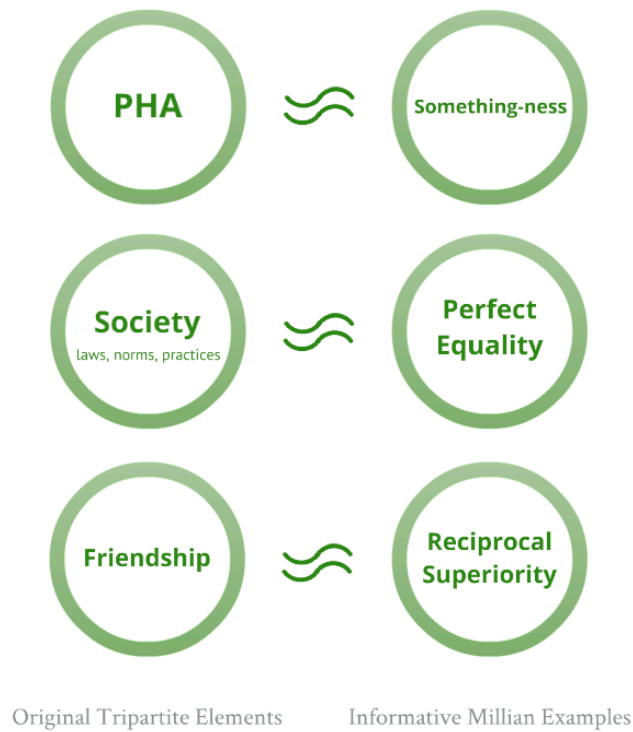 PHA
Something-ness
Society
laws, norms, practices
Perfect
Equality
Friendship
Reciprocal
Superiority
Original Tripartite Elements
Informative Millian Examples